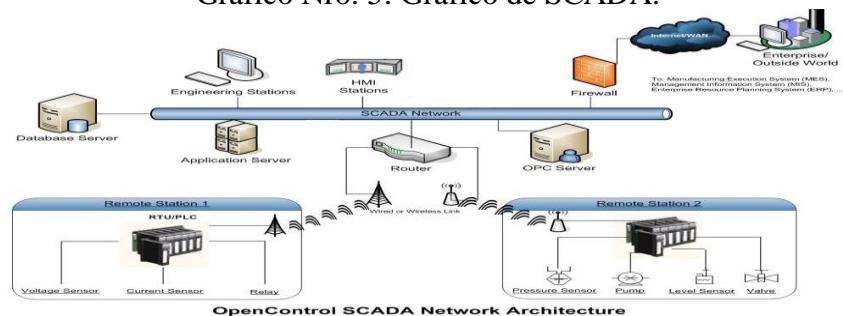 Gráfico Nro. 3: Gráfico de SCADA.
Internet/WAN
Enterprise/
Outside World
Engineering Stations
HMI
Stations
Firewall
To: Manufacturing Execution System (MES),
Management Information System (MIS),
Enterprise Resource Planning System (ERP), ...
SCADA Network
Database Server
Application Server
Router
OPC Server
Remote Station 1
Wired or Wireless Link
Remote Station 2
RTU/PLC
Voltage Sensor
Current Sensor
Relay
Pressure Sensor
Pump
Level Sensor
Valve
OpenControl SCADA Network Architecture